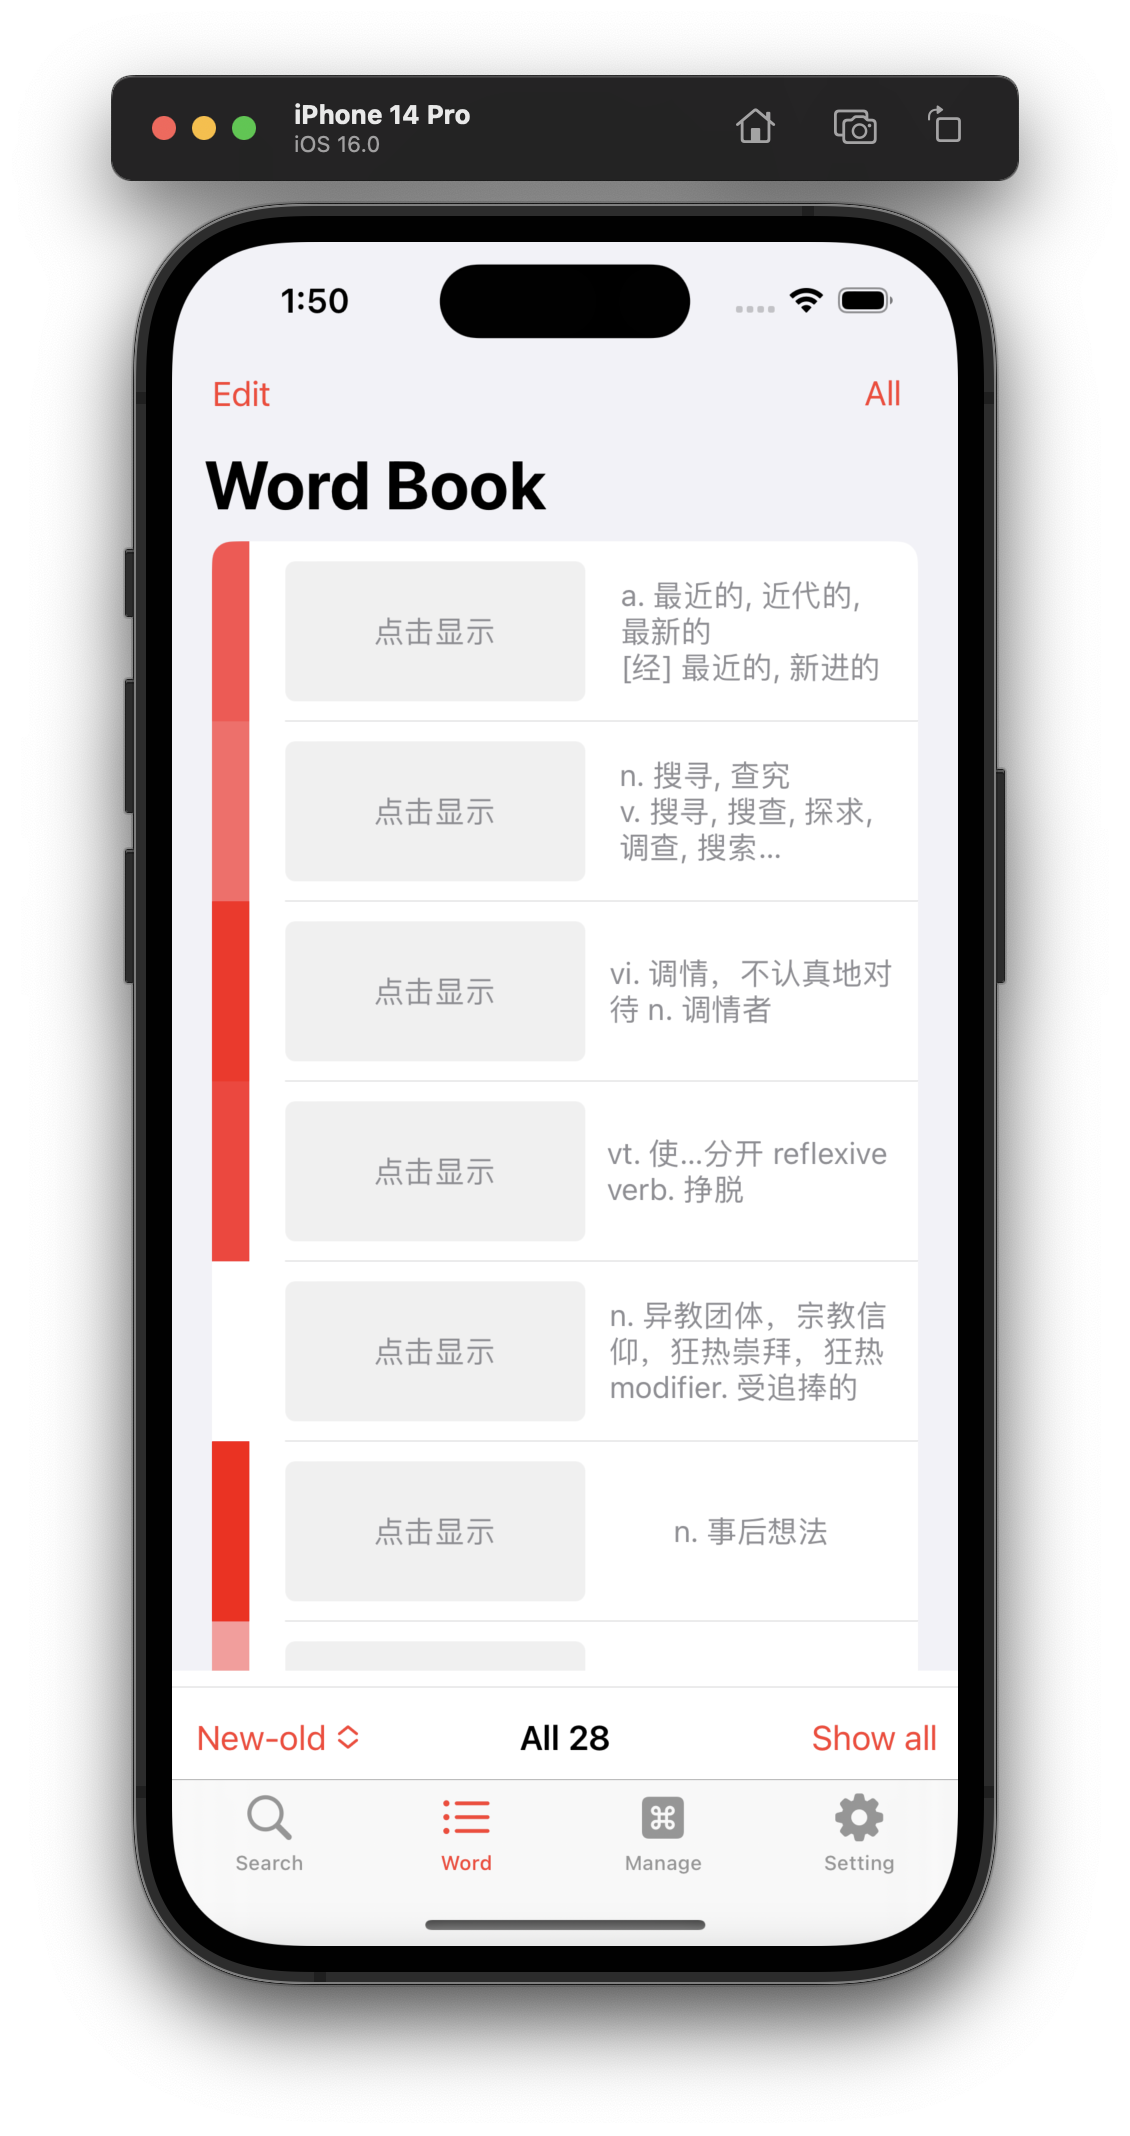 iPhone 14 Pro
iOS 16.0
1:50
Edit
All
Word Book
点击显示
a. 最近的, 近代的,
最新的
[经] 最近的, 新进的
点击显示
n. 搜寻, 查究
v. 搜寻, 搜查, 探求,
调查, 搜索...
点击显示
vi. 调情，不认真地对
待 n. 调情者
点击显示
vt. 使...分开 reflexive
verb. 挣脱
点击显示
n. 异教团体，宗教信
仰，狂热崇拜，狂热
modifier. 受追捧的
点击显示
n. 事后想法
New-old
All 28
Show all
Search
Word
Manage
Setting